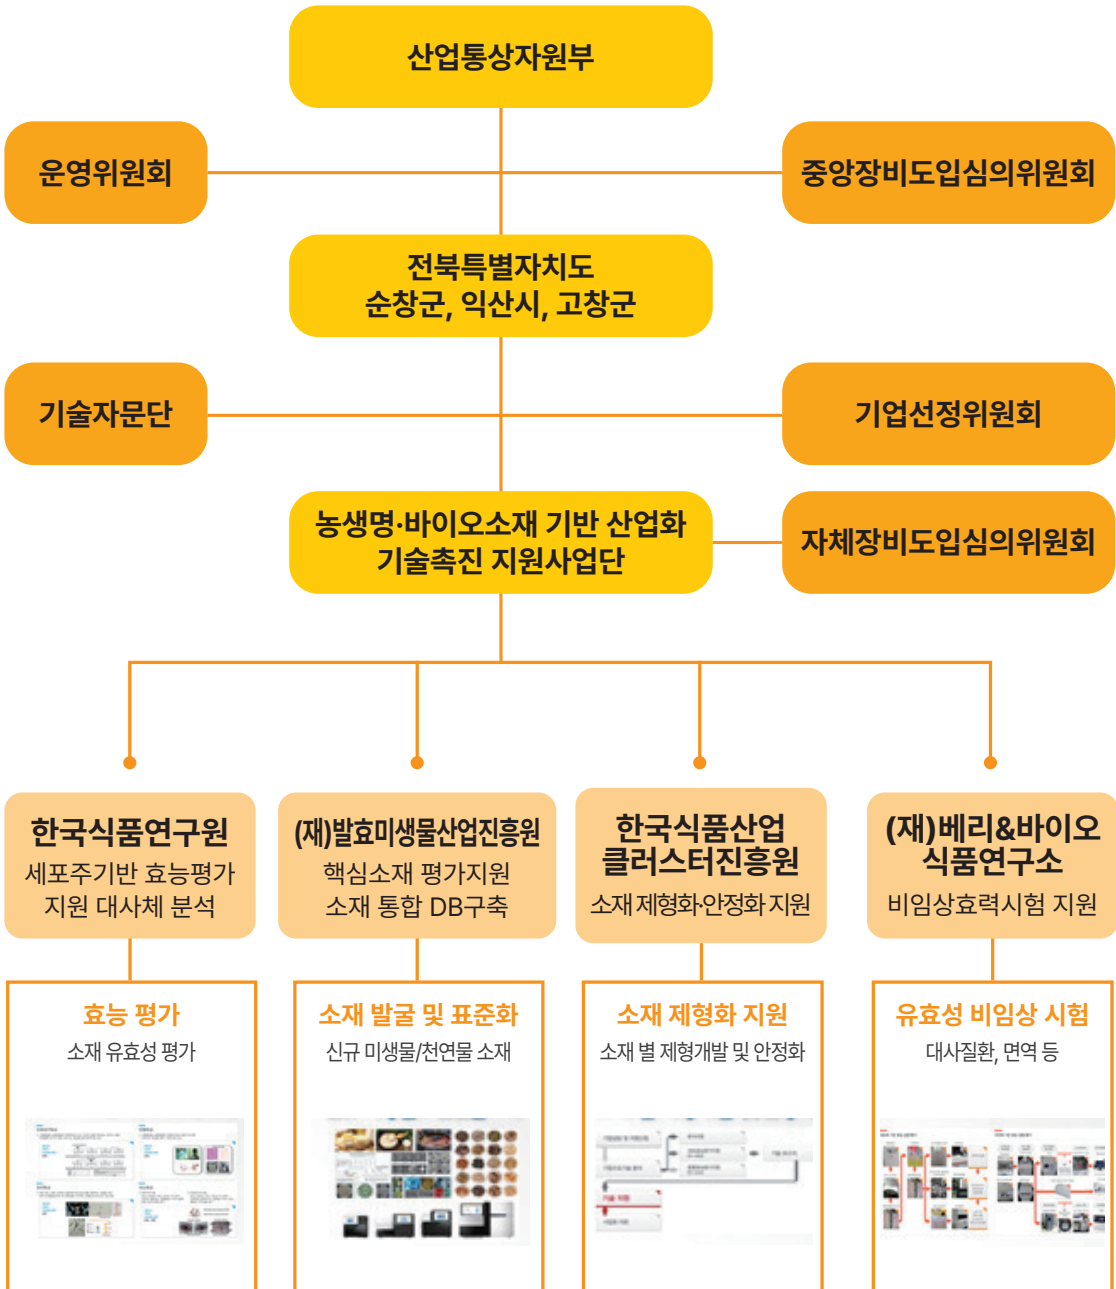 산업통상자원부
운영위원회
중앙장비도입심의위원회
전북특별자치도
순창군, 익산시, 고창군
기술자문단
기업선정위원회
농생명·바이오소재 기반 산업화
기술촉진 지원사업단
자체장비도입심의위원회
한국식품연구원
세포주기반 효능평가
지원 대사체 분석
(재)발효미생물산업진흥원
핵심소재 평가지원
소재 통합 DB구축
한국식품산업
클러스터진흥원
소재 제형화·안정화 지원
(재)베리&바이오
식품연구소
비임상효력시험 지원
효능 평가
소재 유효성 평가
소재 발굴 및 표준화
신규 미생물/천연물 소재
소재 제형화 지원
소재 별 제형개발 및 안정화
유효성 비임상 시험
대사질환, 면역 등